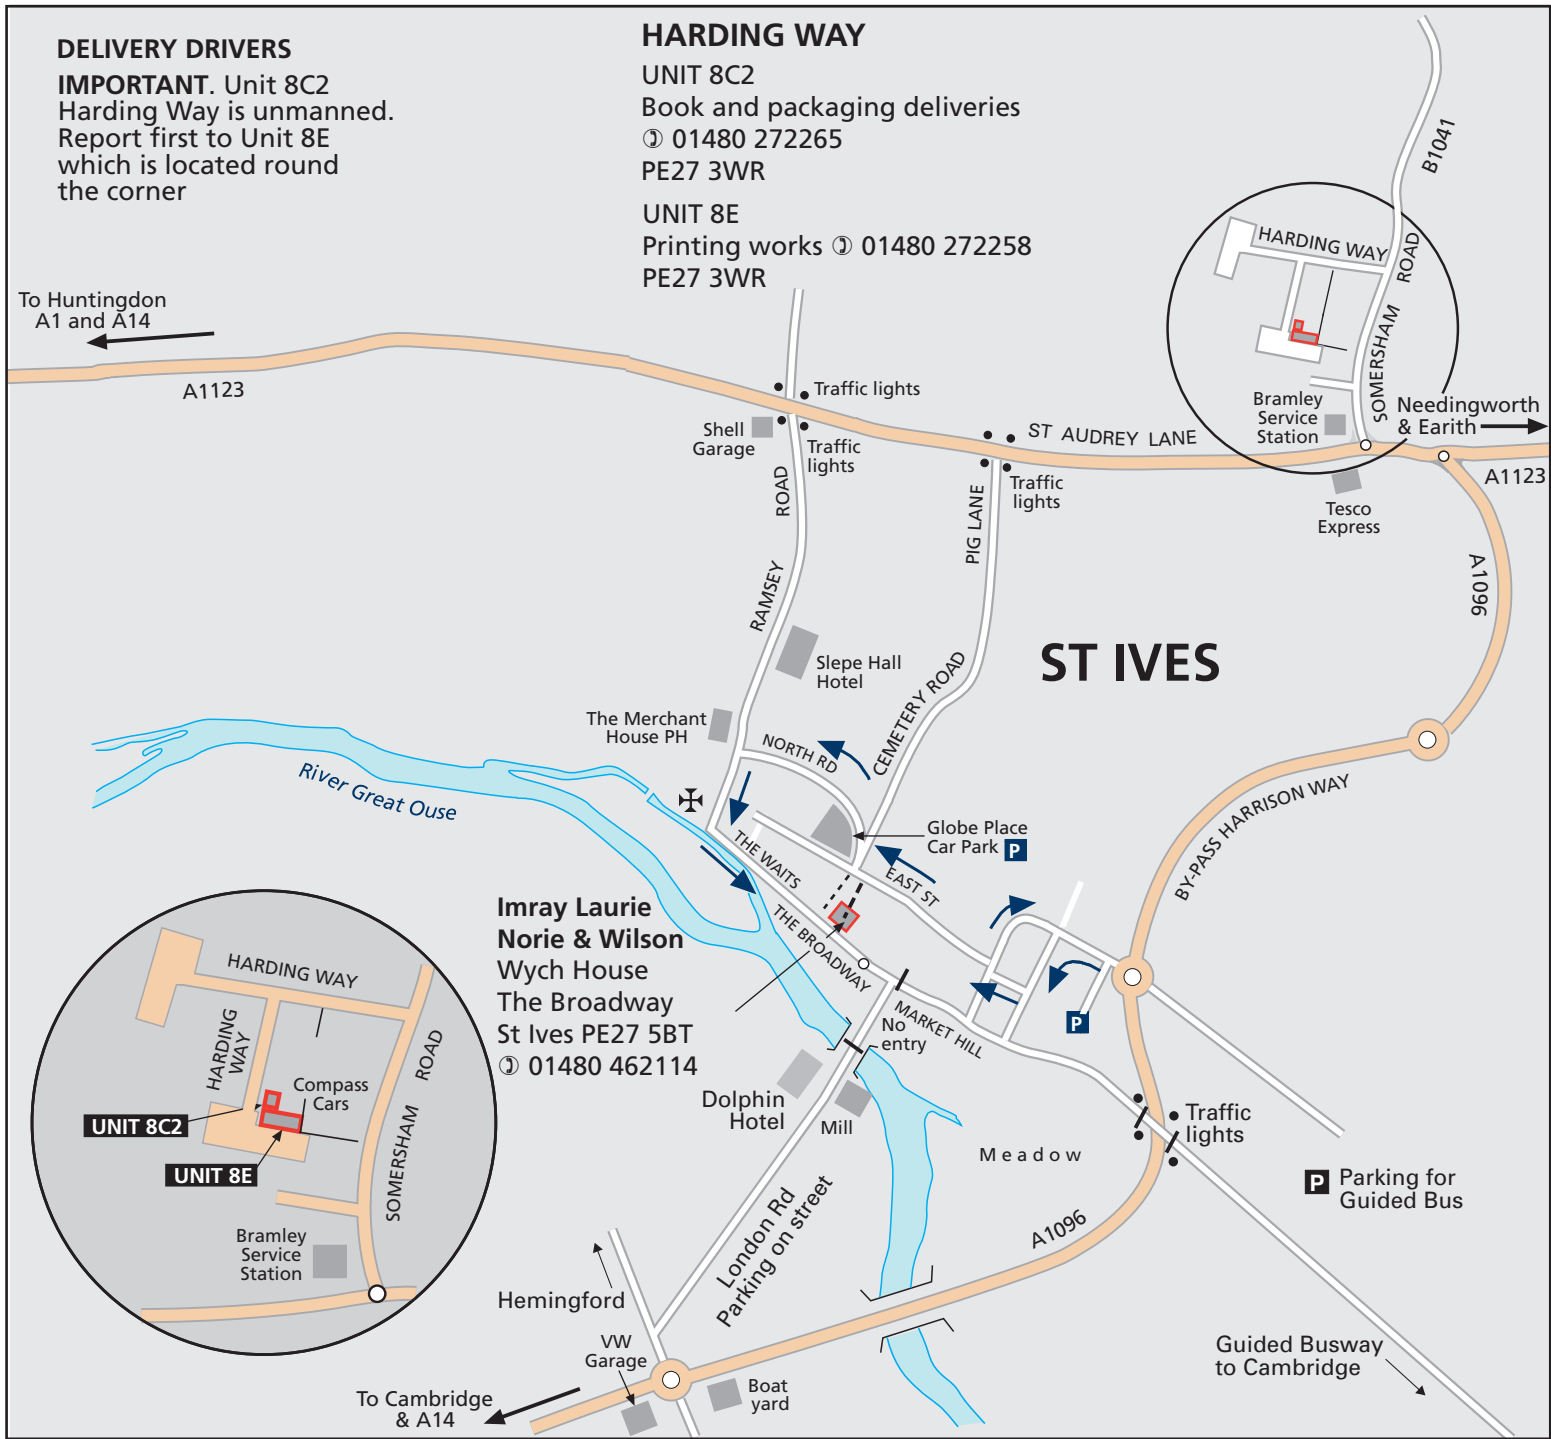 DELIVERY DRIVERS
IMPORTANT. Unit 8C2
Harding Way is unmanned.
Report first to Unit 8E
which is located round
the corner
HARDING WAY
UNIT 8C2
Book and packaging deliveries
✆ 01480 272265
PE27 3WR
UNIT 8E
Printing works ✆ 01480 272258
PE27 3WR
B1041
HARDING WAY
SOMERSHAM ROAD
To Huntingdon
A1 and A14
A1123
Traffic lights
Shell
Garage
Traffic
lights
ST AUDREY LANE
Traffic
lights
Bramley
Service
Station
Needingworth
& Earith
A1123
Tesco
Express
RAMSEY ROAD
PIG LANE
A1096
ST IVES
Slepe Hall
Hotel
The Merchant
House PH
NORTH RD
CEMETERY ROAD
River Great Ouse
BY-PASS HARRISON WAY
Globe Place
Car Park P
THE WAITS
EAST ST
THE BROADWAY
Imray Laurie
Norie & Wilson
Wych House
The Broadway
St Ives PE27 5BT
✆ 01480 462114
MARKET HILL
No
entry
P
Dolphin
Hotel
Mill
Meadow
Traffic
lights
P Parking for
Guided Bus
HARDING WAY
HARDING
WAY
Compass
Cars
UNIT 8C2
UNIT 8E
SOMERSHAM ROAD
Bramley
Service
Station
London Rd
Parking on street
A1096
Hemingford
VW
Garage
Boat
yard
To Cambridge
& A14
Guided Busway
to Cambridge